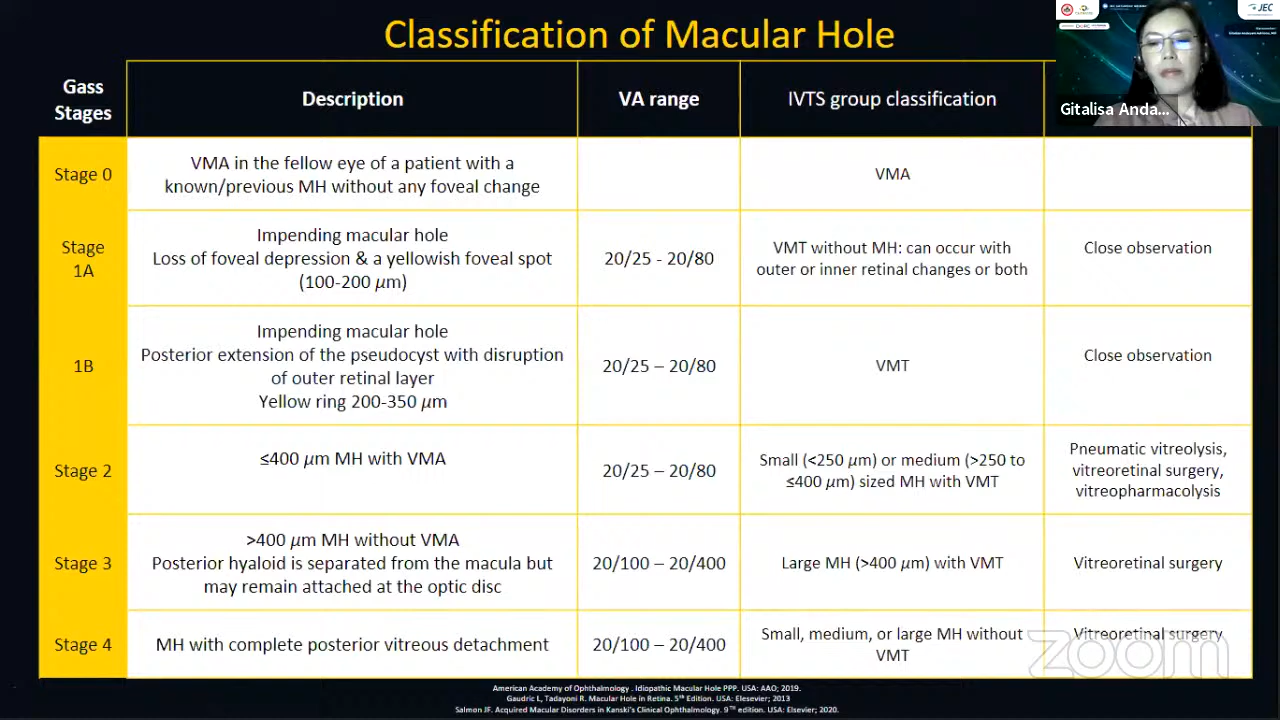 Classification of Macular Hole
JEC
Gitalisa Anda...
Gass
Stages
Description
VA range
IVTS group classification
Stage 0
VMA in the fellow eye of a patient with a
known/previous MH without any foveal change
VMA
Stage
1A
Impending macular hole
Loss of foveal depression & a yellowish foveal spot
(100-200 µm)
20/25 - 20/80
VMT without MH: can occur with
outer or inner retinal changes or both
Close observation
1B
Impending macular hole
Posterior extension of the pseudocyst with disruption
of outer retinal layer
Yellow ring 200-350 µm
20/25 – 20/80
VMT
Close observation
Stage 2
≤400 µm MH with VMA
20/25 – 20/80
Small (<250 µm) or medium (>250 to
≤400 µm) sized MH with VMT
Pneumatic vitreolysis,
vitreoretinal surgery,
vitreopharmacolysis
Stage 3
>400 µm MH without VMA
Posterior hyaloid is separated from the macula but
may remain attached at the optic disc
20/100 – 20/400
Large MH (>400 µm) with VMT
Vitreoretinal surgery
Stage 4
MH with complete posterior vitreous detachment
20/100 – 20/400
Small, medium, or large MH without
VMT
Vitreoretinal surgery
zoom
American Academy of Ophthalmology . Idiopathic Macular Hole PPP. USA: AAO; 2019.
Gaudric L, Tadayoni R. Macular Hole in Retina. 5th Edition. USA: Elesevier; 2013
Salmon JF. Acquired Macular Disorders in Kanski's Clinical Ophthalmology. 9TH edition. USA: Elsevier; 2020.